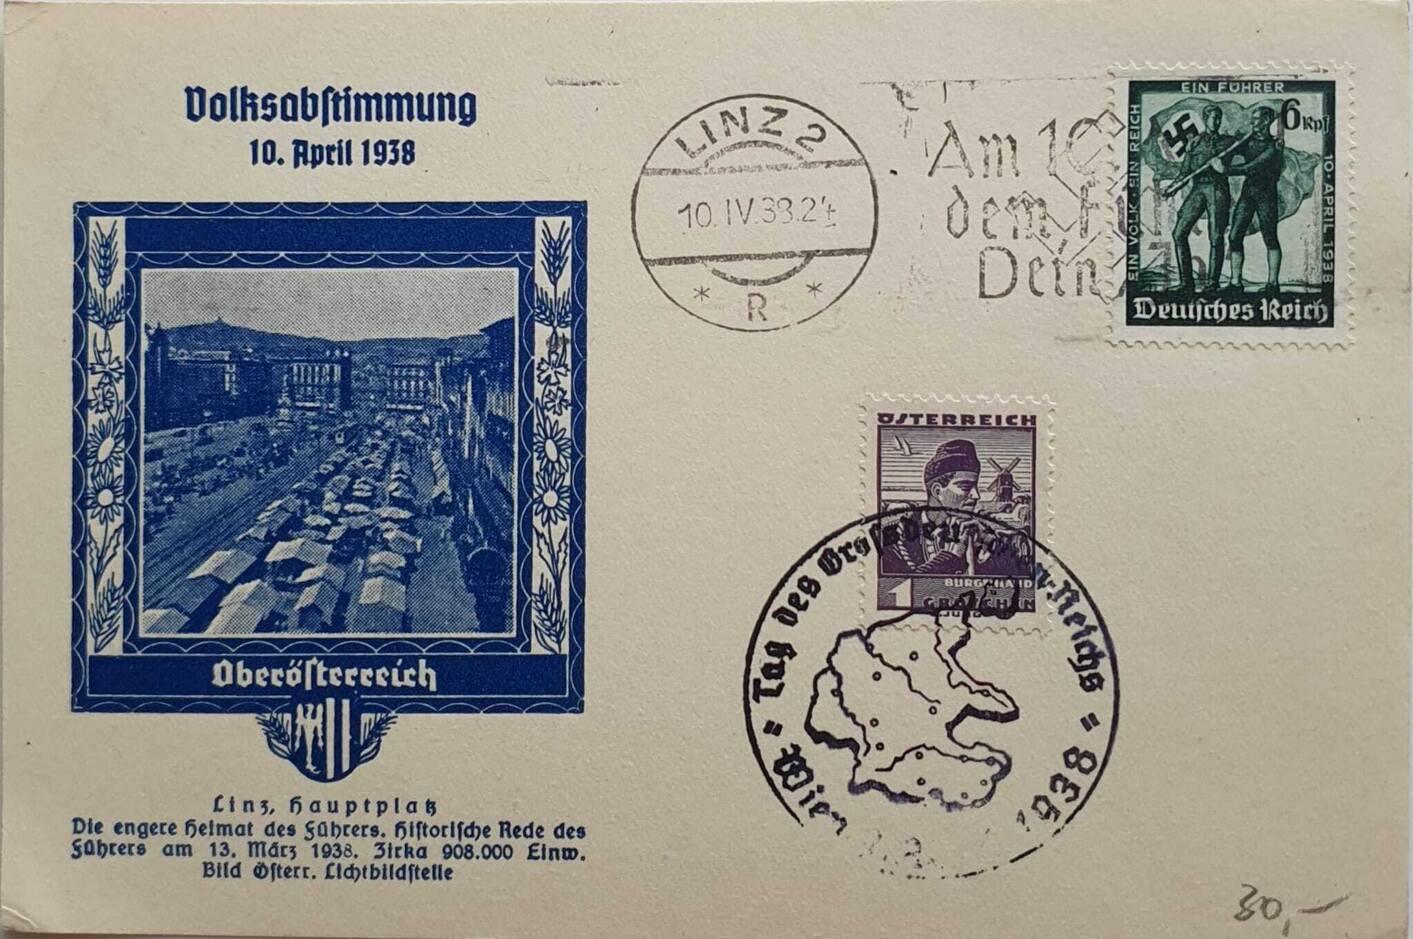 Volksabstimmung
10. April 1938
LINZ 2
10. IV. 38. 24
* R *
Am 10
dem Füh
Dein Ja
EIN VOLK EIN REICH
EIN FÜHRER
10. APRIL 1938
6 Rpf
Deutsches Reich
ÖSTERREICH
BURGENLAND
1 GROSCHEN
Tag des Grossdeutschen Reichs
Wien
1938
Oberösterreich
Linz, Hauptplatz
Die engere Heimat des Führers. Historische Rede des
Führers am 13. März 1938. Zirka 908.000 Einw.
Bild Österr. Lichtbildstelle
30,-